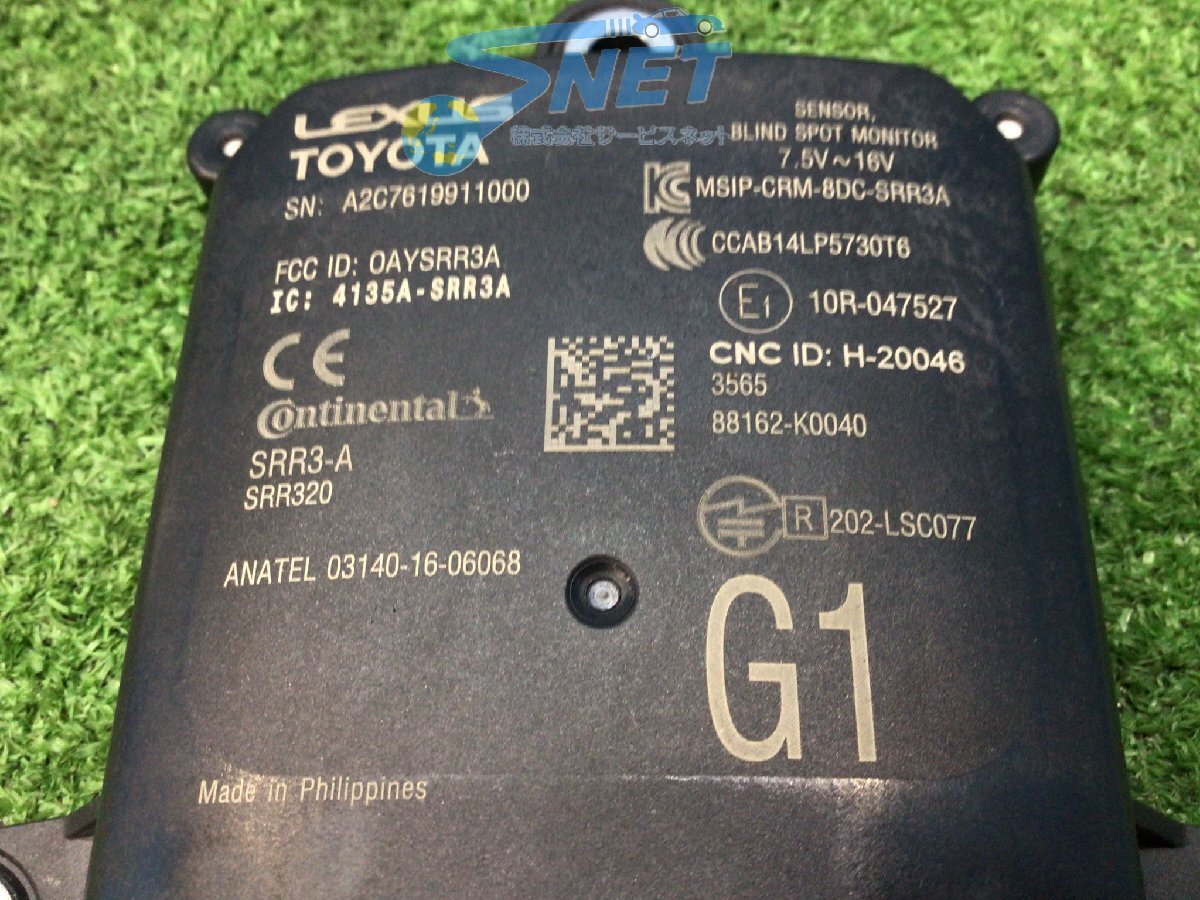 SNET
株式会社サービスネット
LEXUS
TOYOTA
SN: A2C7619911000
SENSOR,
BLIND SPOT MONITOR
7.5V~16V
MSIP-CRM-8DC-SRR3A
CCAB14LP5730T6
FCC ID: OAYSRR3A
IC: 4135A-SRR3A
E1 10R-047527
CE
CNC ID: H-20046
3565
88162-K0040
Continental
SRR3-A
SRR320
R 202-LSC077
ANATEL 03140-16-06068
G1
Made in Philippines